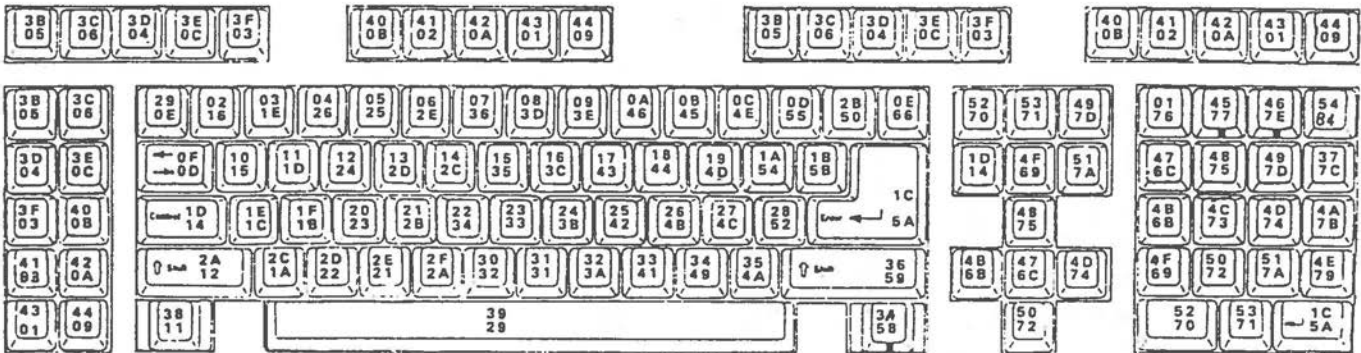 3B 3C 3D 3E 3F 40 41 42 43 44 3B 3C 3D 3E 3F 40 41 42 43 44
05 06 04 0C 03 0B 02 0A 01 09 05 06 04 0C 03 0B 02 0A 01 09
3B 3C 29 02 03 04 05 06 07 08 09 0A 0B 0C 0D 2B 0E 52 53 49 01 45 46 54
05 06 0E 16 1E 26 25 2E 36 3D 3E 46 45 4E 55 50 66 70 71 7D 76 77 7E 84
3D 3E ← 0F 10 11 12 13 14 15 16 17 18 19 1A 1B 1D 4F 51 47 48 49 37
04 0C → 0D 15 1D 24 2D 2C 35 3C 43 44 4D 54 5B 14 69 7A 6C 75 7D 7C
3F 40 Control 1D 1E 1F 20 21 22 23 24 25 26 27 28 Enter ←┘ 1C 48 4B 4C 4D 4A
03 0B 14 1C 1B 23 2B 34 33 3B 42 4B 4C 52 5A 75 6B 73 74 7B
41 42 ⇧ Shift 2A 2C 2D 2E 2F 30 31 32 33 34 35 ⇧ Shift 36 4B 47 4D 4F 50 51 4E
83 0A 12 1A 22 21 2A 32 31 3A 41 49 4A 59 6B 6C 74 69 72 7A 79
43 44 38 39 3A 50 52 53 ←┘ 1C
01 09 11 29 58 72 70 71 5A